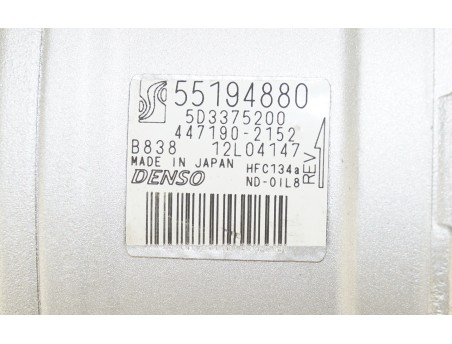 55194880
5D3375200
447190-2152
B838 12L04147
MADE IN JAPAN HFC134a
DENSO ND-OIL8
REV